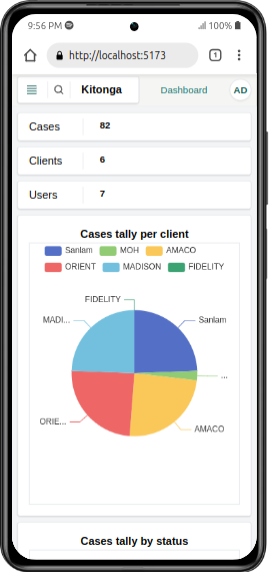 9:56 PM
100%
http://localhost:5173
1
Kitonga
Dashboard
AD
Cases 82
Clients 6
Users 7
Cases tally per client
Sanlam MOH AMACO
ORIENT MADISON FIDELITY
FIDELITY
MADI...
Sanlam
...
ORIE...
AMACO
Cases tally by status